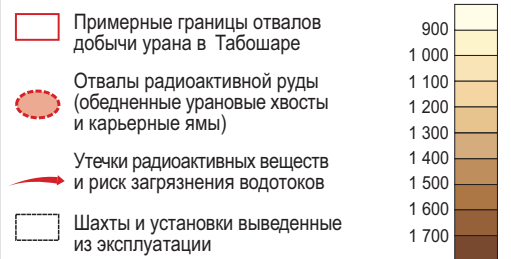 Примерные границы отвалов
добычи урана в Табошаре
Отвалы радиоактивной руды
(обедненные урановые хвосты
и карьерные ямы)
Утечки радиоактивных веществ
и риск загрязнения водотоков
Шахты и установки выведенные
из эксплуатации
900
1 000
1 100
1 200
1 300
1 400
1 500
1 600
1 700